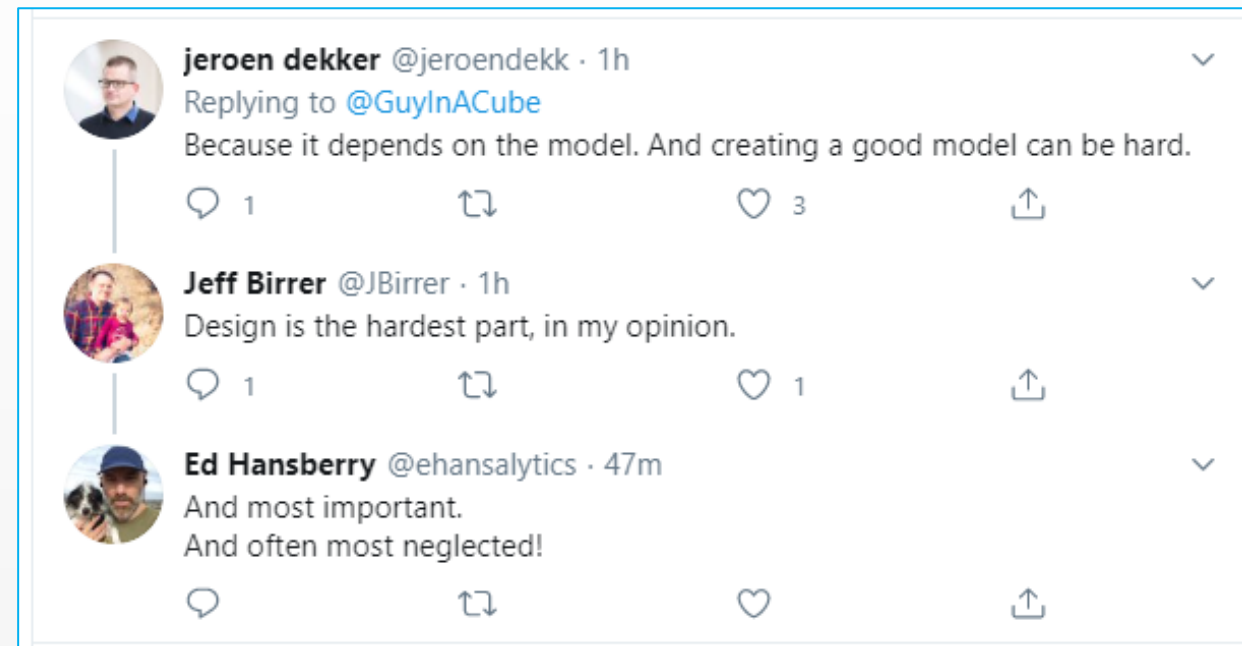 jeroen dekker @jeroendekk · 1h
Replying to @GuyInACube
Because it depends on the model. And creating a good model can be hard.
1 3
Jeff Birrer @JBirrer · 1h
Design is the hardest part, in my opinion.
1 1
Ed Hansberry @ehansalytics · 47m
And most important.
And often most neglected!